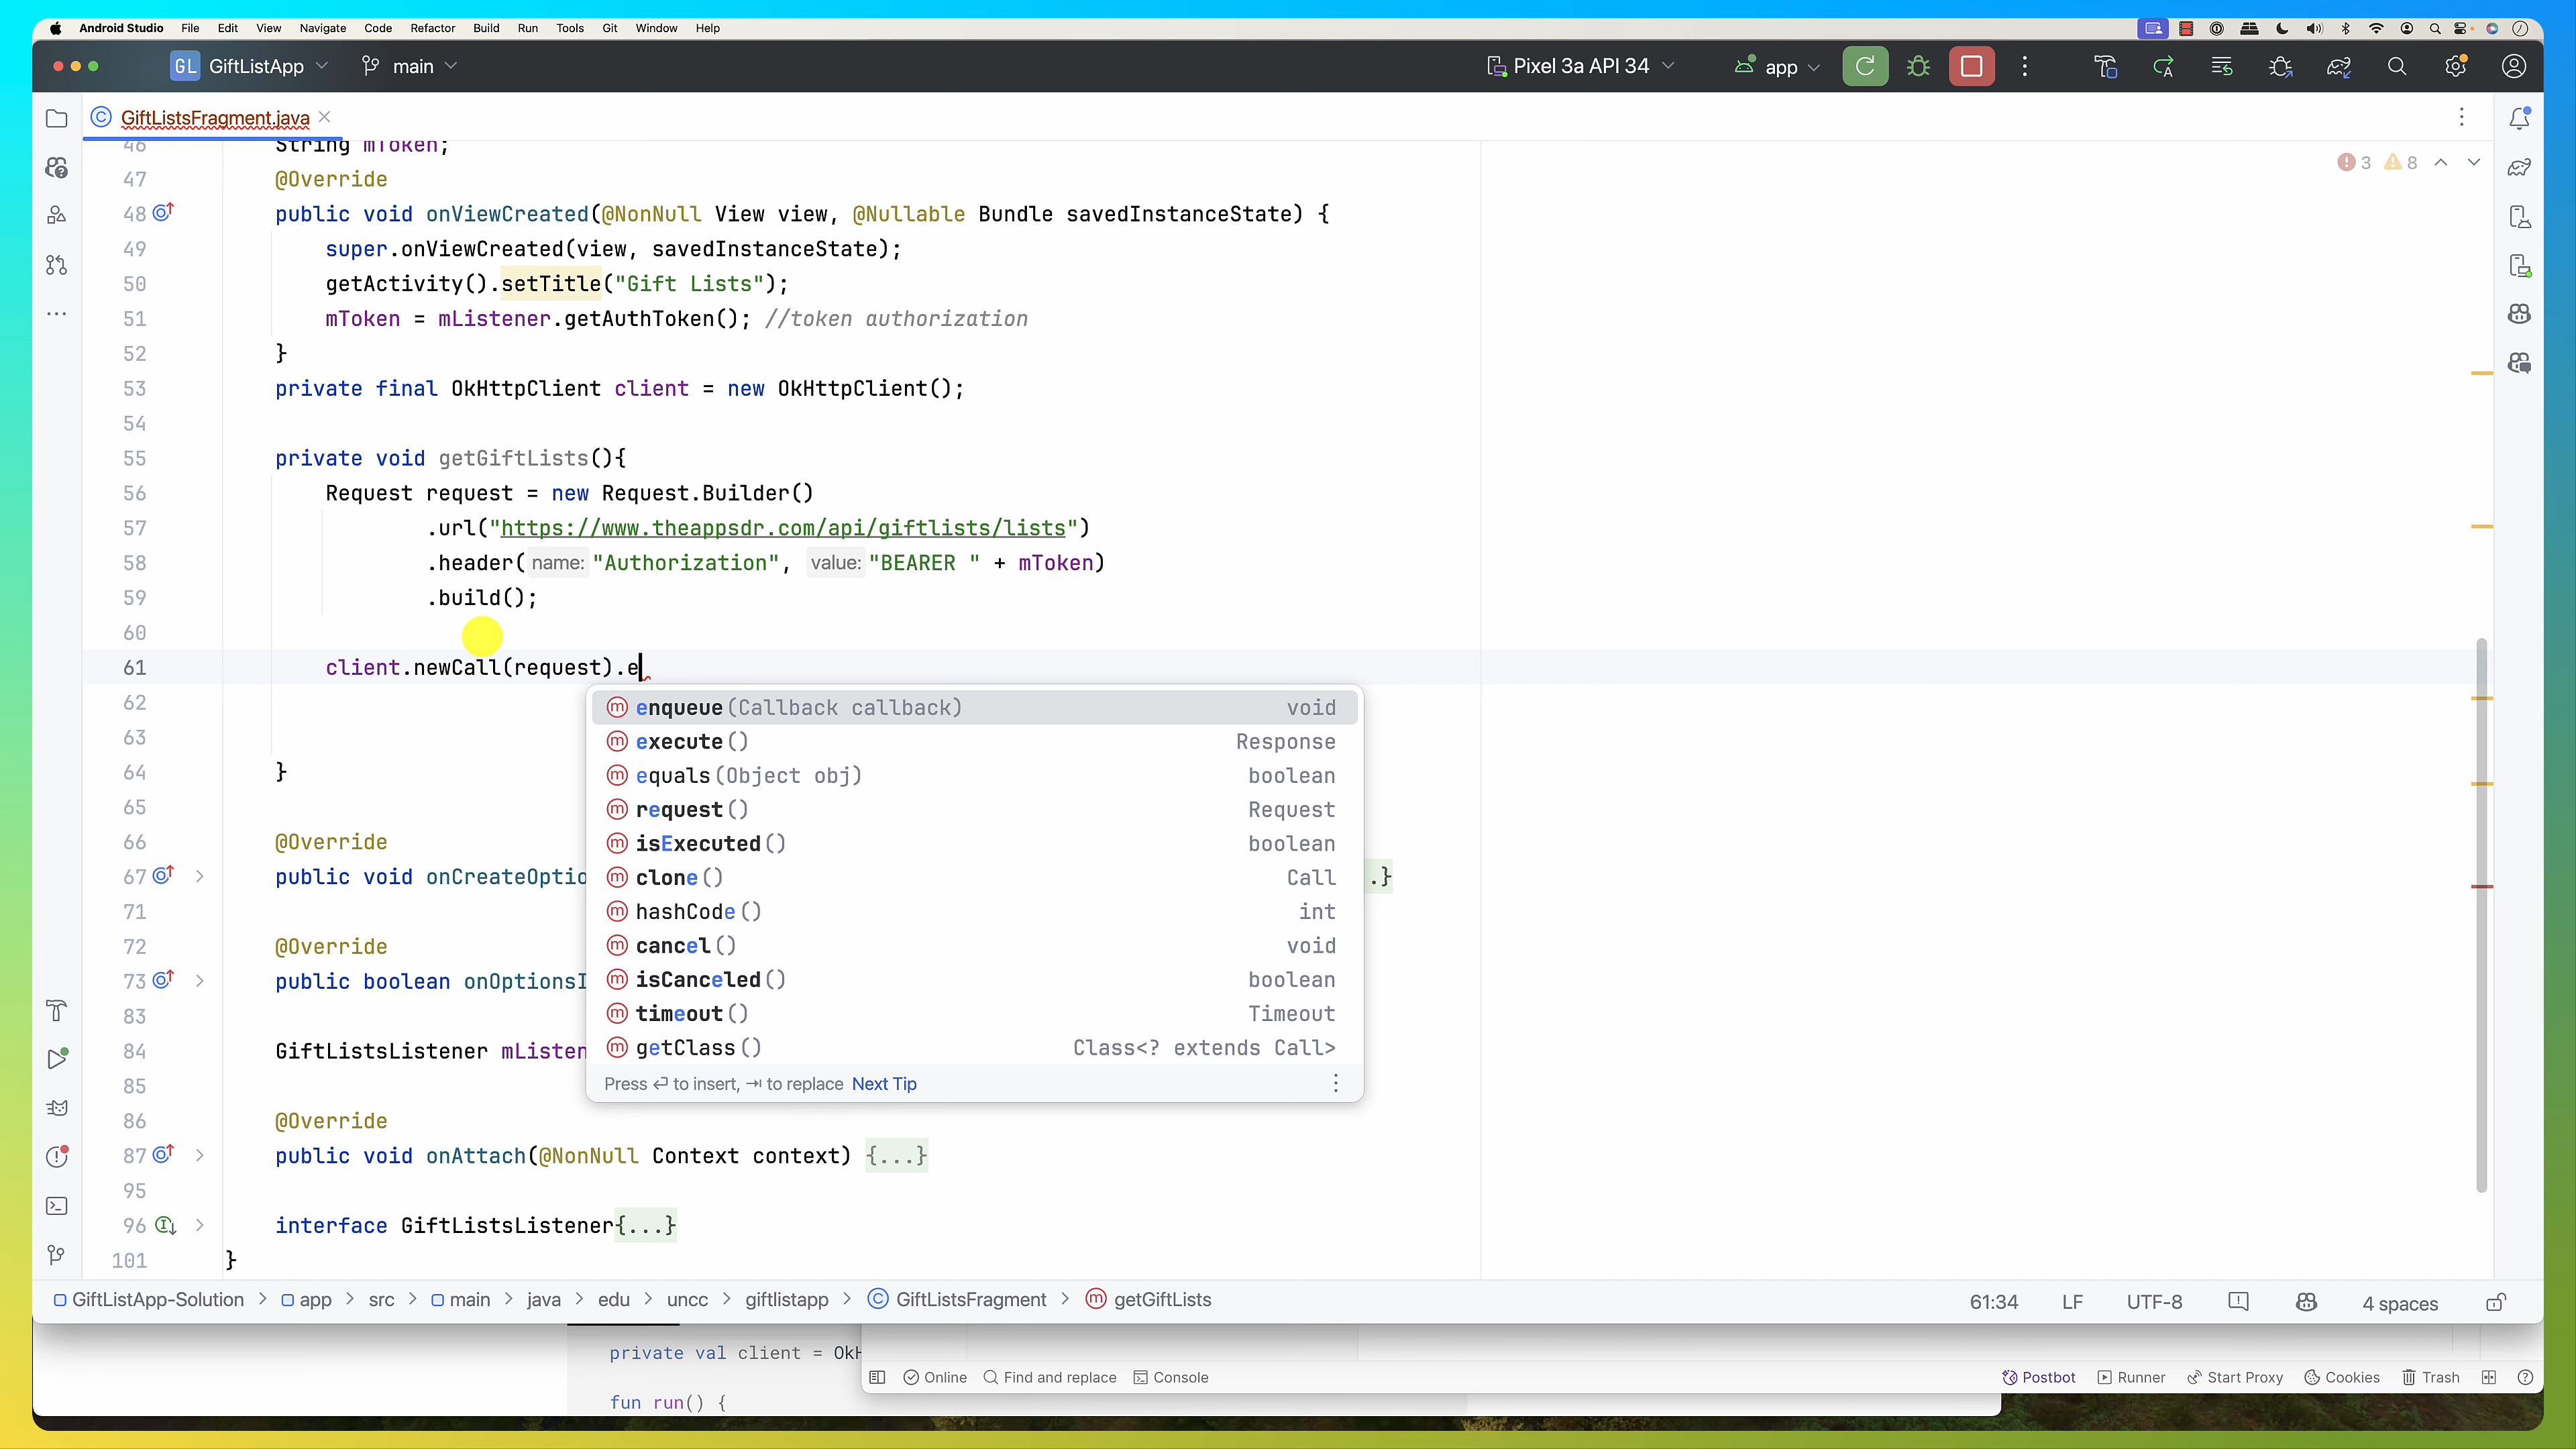 Android Studio File Edit View Navigate Code Refactor Build Run Tools Git Window Help
GL GiftListApp main Pixel 3a API 34 app
GiftListsFragment.java
3 8
46 String mToken;
47 @Override
48 public void onViewCreated(@NonNull View view, @Nullable Bundle savedInstanceState) {
49 super.onViewCreated(view, savedInstanceState);
50 getActivity().setTitle("Gift Lists");
51 mToken = mListener.getAuthToken(); //token authorization
52 }
53 private final OkHttpClient client = new OkHttpClient();
54
55 private void getGiftLists(){
56 Request request = new Request.Builder()
57 .url("https://www.theappsdr.com/api/giftlists/lists")
58 .header( name: "Authorization", value: "BEARER " + mToken)
59 .build();
60
61 client.newCall(request).e
62
63
64 }
65
66 @Override
67 public void onCreateOptio .}
71
72 @Override
73 public boolean onOptionsI
83
84 GiftListsListener mListen
85
86 @Override
87 public void onAttach(@NonNull Context context) {...}
95
96 interface GiftListsListener{...}
101 }
enqueue(Callback callback) void
execute() Response
equals(Object obj) boolean
request() Request
isExecuted() boolean
clone() Call
hashCode() int
cancel() void
isCanceled() boolean
timeout() Timeout
getClass() Class<? extends Call>
Press ↵ to insert, ⇥ to replace Next Tip
GiftListApp-Solution > app > src > main > java > edu > uncc > giftlistapp > GiftListsFragment > getGiftLists 61:34 LF UTF-8 4 spaces
private val client = OkH
Online Find and replace Console Postbot Runner Start Proxy Cookies Trash
fun run() {